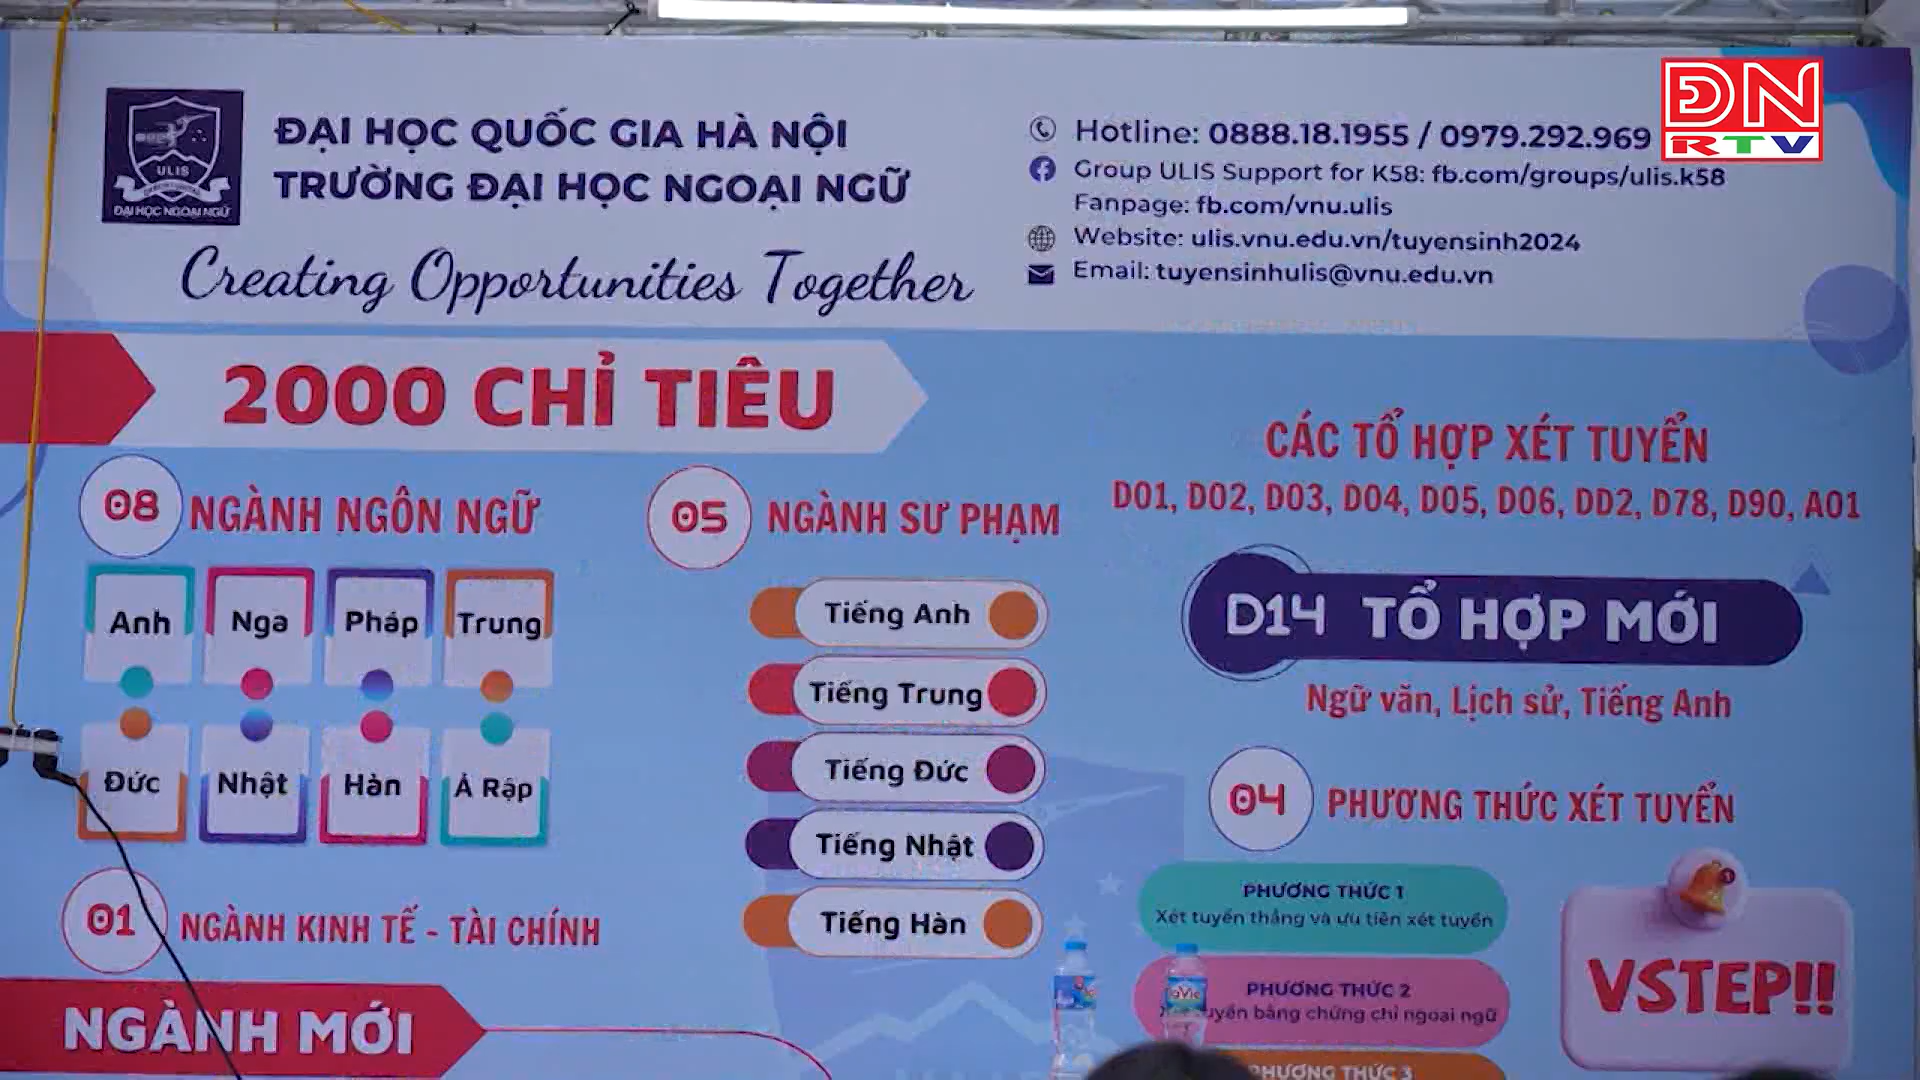 ĐẠI HỌC QUỐC GIA HÀ NỘI
TRƯỜNG ĐẠI HỌC NGOẠI NGỮ
ULIS
ĐẠI HỌC NGOẠI NGỮ
Creating Opportunities Together
Hotline: 0888.18.1955 / 0979.292.969
Group ULIS Support for K58: fb.com/groups/ulis.k58
Fanpage: fb.com/vnu.ulis
Website: ulis.vnu.edu.vn/tuyensinh2024
Email: tuyensinhulis@vnu.edu.vn
ĐN
RTV
2000 CHỈ TIÊU
08 NGÀNH NGÔN NGỮ
Anh Nga Pháp Trung
Đức Nhật Hàn Ả Rập
01 NGÀNH KINH TẾ - TÀI CHÍNH
NGÀNH MỚI
05 NGÀNH SƯ PHẠM
Tiếng Anh
Tiếng Trung
Tiếng Đức
Tiếng Nhật
Tiếng Hàn
CÁC TỔ HỢP XÉT TUYỂN
D01, D02, D03, D04, D05, D06, DD2, D78, D90, A01
D14 TỔ HỢP MỚI
Ngữ văn, Lịch sử, Tiếng Anh
04 PHƯƠNG THỨC XÉT TUYỂN
PHƯƠNG THỨC 1
Xét tuyển thẳng và ưu tiên xét tuyển
PHƯƠNG THỨC 2
bằng chứng chỉ ngoại ngữ
PHƯƠNG THỨC 3
VSTEP!!
LaVie